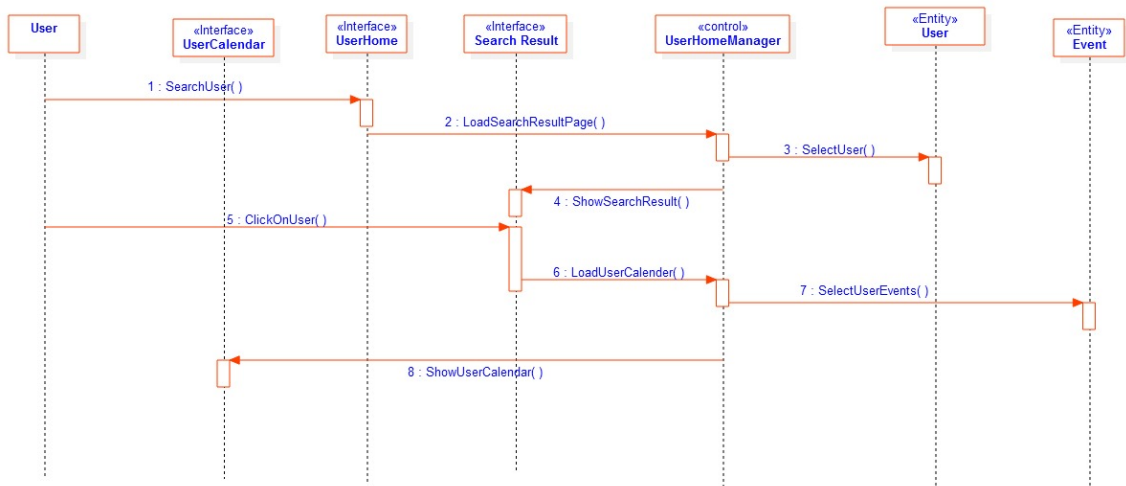 User
«Interface»
UserCalendar
«Interface»
UserHome
«Interface»
Search Result
«control»
UserHomeManager
«Entity»
User
«Entity»
Event
1 : SearchUser( )
2 : LoadSearchResultPage( )
3 : SelectUser( )
4 : ShowSearchResult( )
5 : ClickOnUser( )
6 : LoadUserCalender( )
7 : SelectUserEvents( )
8 : ShowUserCalendar( )